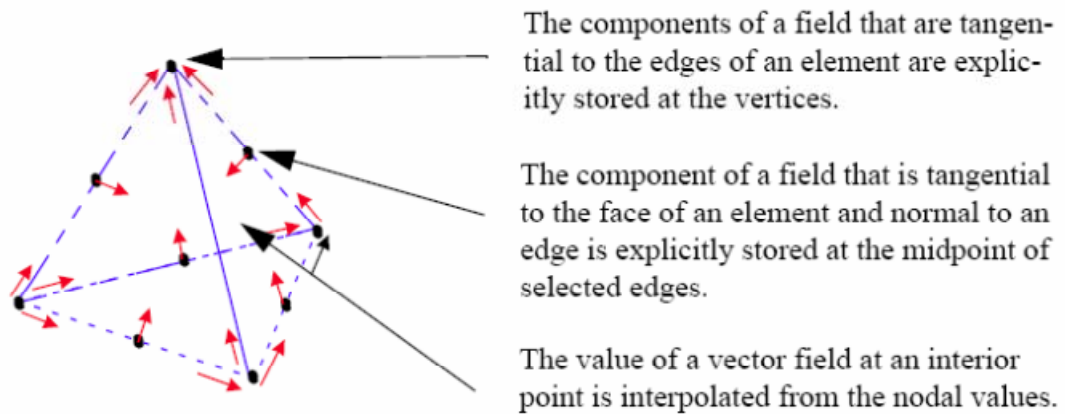 The components of a field that are tangen-
tial to the edges of an element are explic-
itly stored at the vertices.
The component of a field that is tangential
to the face of an element and normal to an
edge is explicitly stored at the midpoint of
selected edges.
The value of a vector field at an interior
point is interpolated from the nodal values.